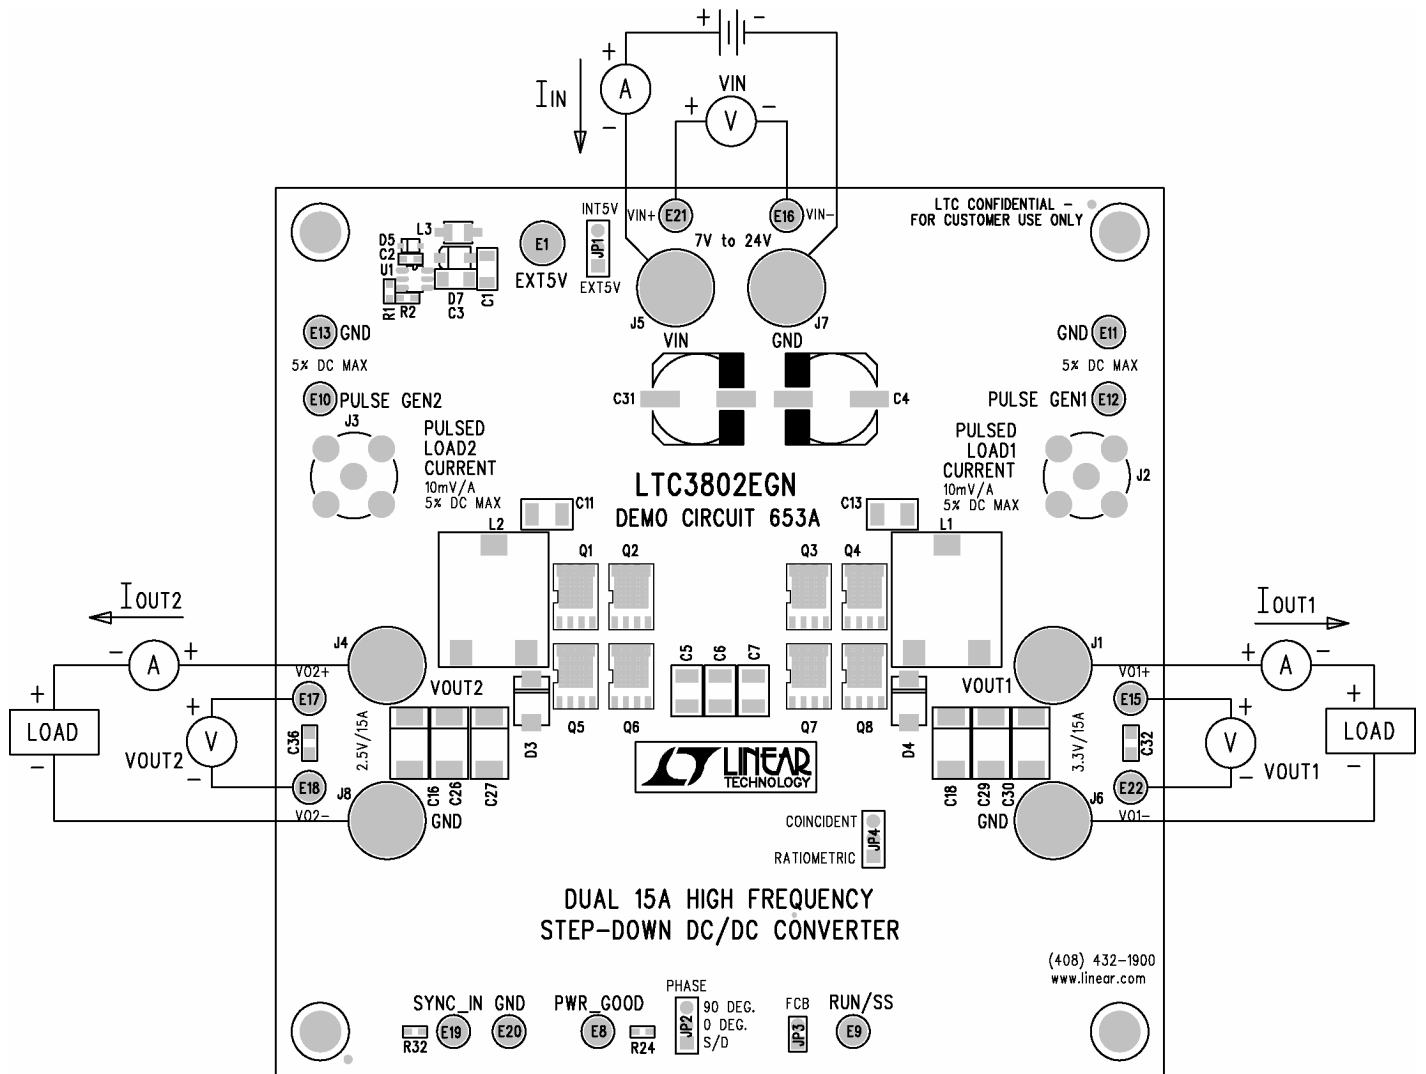 + -
+
A
-
IIN
VIN
+ V -
LTC CONFIDENTIAL -
FOR CUSTOMER USE ONLY
INT5V
JP1
EXT5V
VIN+ E21
E16 VIN-
7V to 24V
L3
D5
C2
U1
R1
R2
D7
C3
C1
E1
EXT5V
J5
J7
VIN
GND
E13 GND
5% DC MAX
GND E11
5% DC MAX
C31
C4
E10 PULSE GEN2
PULSE GEN1 E12
J3
PULSED
LOAD2
CURRENT
10mV/A
5% DC MAX
PULSED
LOAD1
CURRENT
10mV/A
5% DC MAX
J2
LTC3802EGN
DEMO CIRCUIT 653A
C11
C13
L2
L1
Q1
Q2
Q3
Q4
IOUT2
IOUT1
- A +
+ A -
J4
J1
VO2+
VO1+
VOUT2
VOUT1
C5
C6
C7
E17
E15
+
LOAD
-
+
V
-
VOUT2
C36
2.5V/15A
D3
Q5
Q6
Q7
Q8
D4
3.3V/15A
C32
+
V
-
VOUT1
+
LOAD
-
LT LINEAR
TECHNOLOGY
E18
E22
VO2-
VO1-
J8
J6
C16
C26
C27
C18
C29
C30
GND
GND
COINCIDENT
JP4
RATIOMETRIC
DUAL 15A HIGH FREQUENCY
STEP-DOWN DC/DC CONVERTER
(408) 432-1900
www.linear.com
SYNC_IN GND
R32
E19
E20
PWR_GOOD
E8
R24
PHASE
JP2
90 DEG.
0 DEG.
S/D
FCB
JP3
RUN/SS
E9